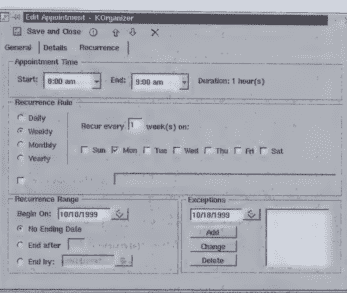 Edit Appointment - KOrganizer
Save and Close
General Details Recurrence
Appointment Time
Start: 8:00 am End: 9:00 am Duration: 1 hour(s)
Recurrence Rule
Daily
Weekly
Monthly
Yearly
Recur every 1 week(s) on:
Sun Mon Tue Wed Thu Fri Sat
Recurrence Range
Begin On: 10/18/1999
No Ending Date
End after
End by:
Exceptions
10/18/1999
Add
Change
Delete